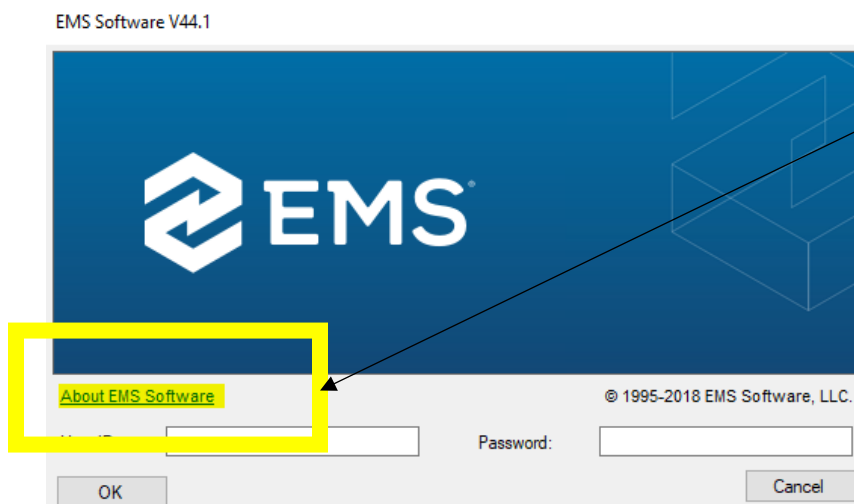 EMS Software V44.1
EMS
About EMS Software
© 1995-2018 EMS Software, LLC.
Password:
OK
Cancel